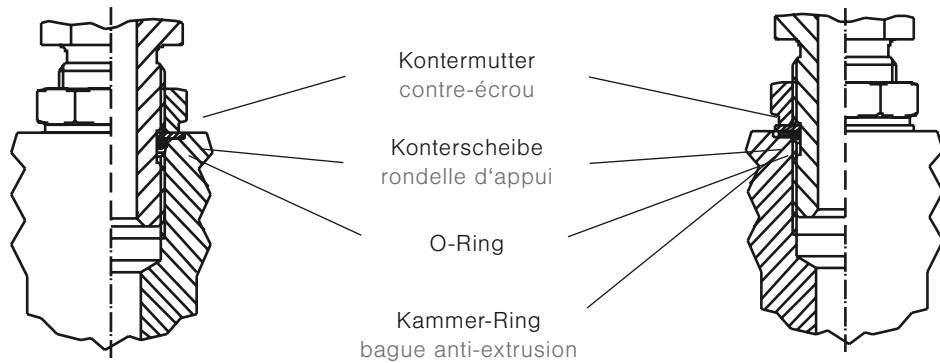 Kontermutter
contre-écrou
Konterscheibe
rondelle d‘appui
O-Ring
Kammer-Ring
bague anti-extrusion